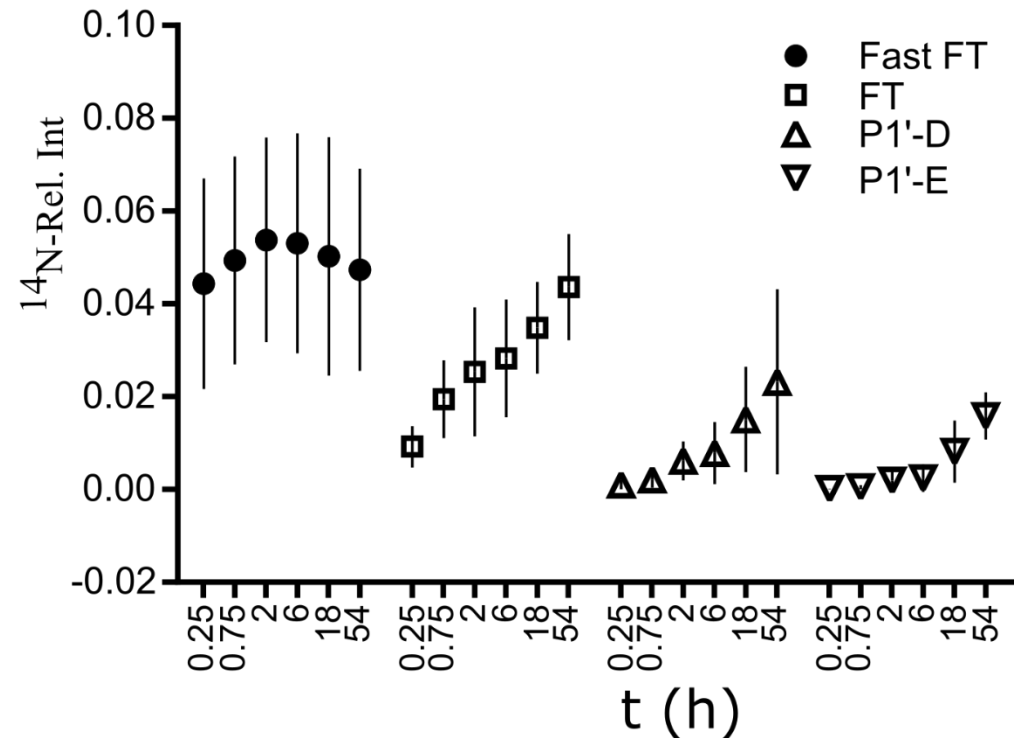 0.10
0.08
0.06
0.04
0.02
0.00
-0.02
14N-Rel. Int
Fast FT
FT
P1'-D
P1'-E
0.25 0.75 2 6 18 54 0.25 0.75 2 6 18 54 0.25 0.75 2 6 18 54 0.25 0.75 2 6 18 54
t (h)